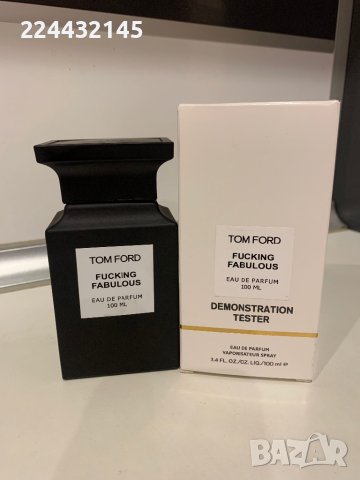 224432145
TOM FORD
FUCKING
FABULOUS
EAU DE PARFUM
100 ML
TOM FORD
FUCKING
FABULOUS
EAU DE PARFUM
100 ML
DEMONSTRATION
TESTER
EAU DE PARFUM
VAPORISATEUR SPRAY
3.4 FL. OZ./OZ. LIQ./100 ml ℮
BAZAR